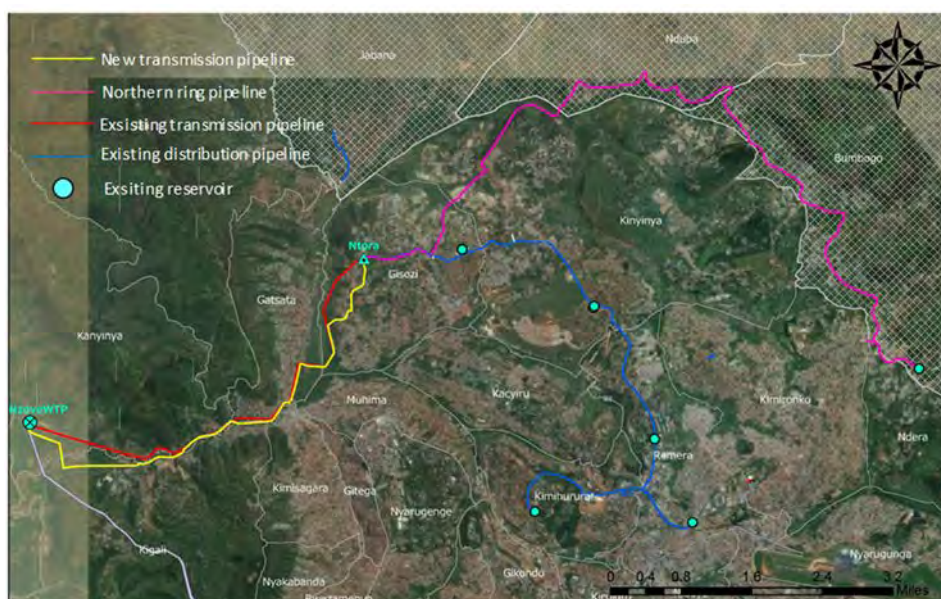 Nduba
Jabana
New transmission pipeline
Northern ring pipeline
Exsisting transmission pipeline
Existing distribution pipeline
Exsiting reservoir
Bumbogo
Kinyinya
Ntora
Gisozi
Gatsata
Kanyinya
Muhima
Kacyiru
Kimironko
NzoveWTP
Remera
Ndera
Kimisagara
Gitega
Kimihurura
Nyarugenge
Kigali
Gikondo
Nyarugunga
Nyakabanda
0 0.4 0.8 1.6 2.4 3.2
Miles